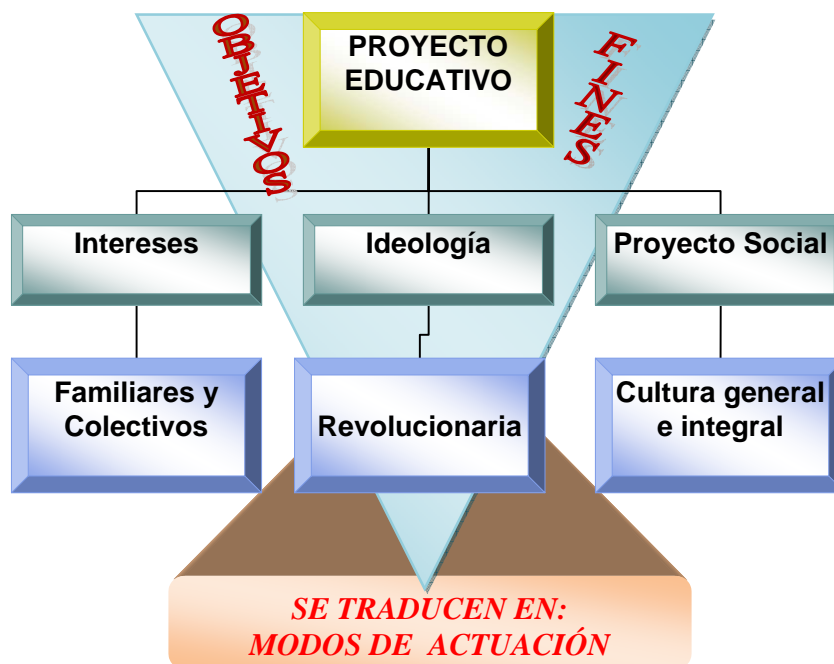 OBJETIVOS
PROYECTO
EDUCATIVO
FINES
Intereses
Ideología
Proyecto Social
Familiares y
Colectivos
Revolucionaria
Cultura general
e integral
SE TRADUCEN EN:
MODOS DE ACTUACIÓN